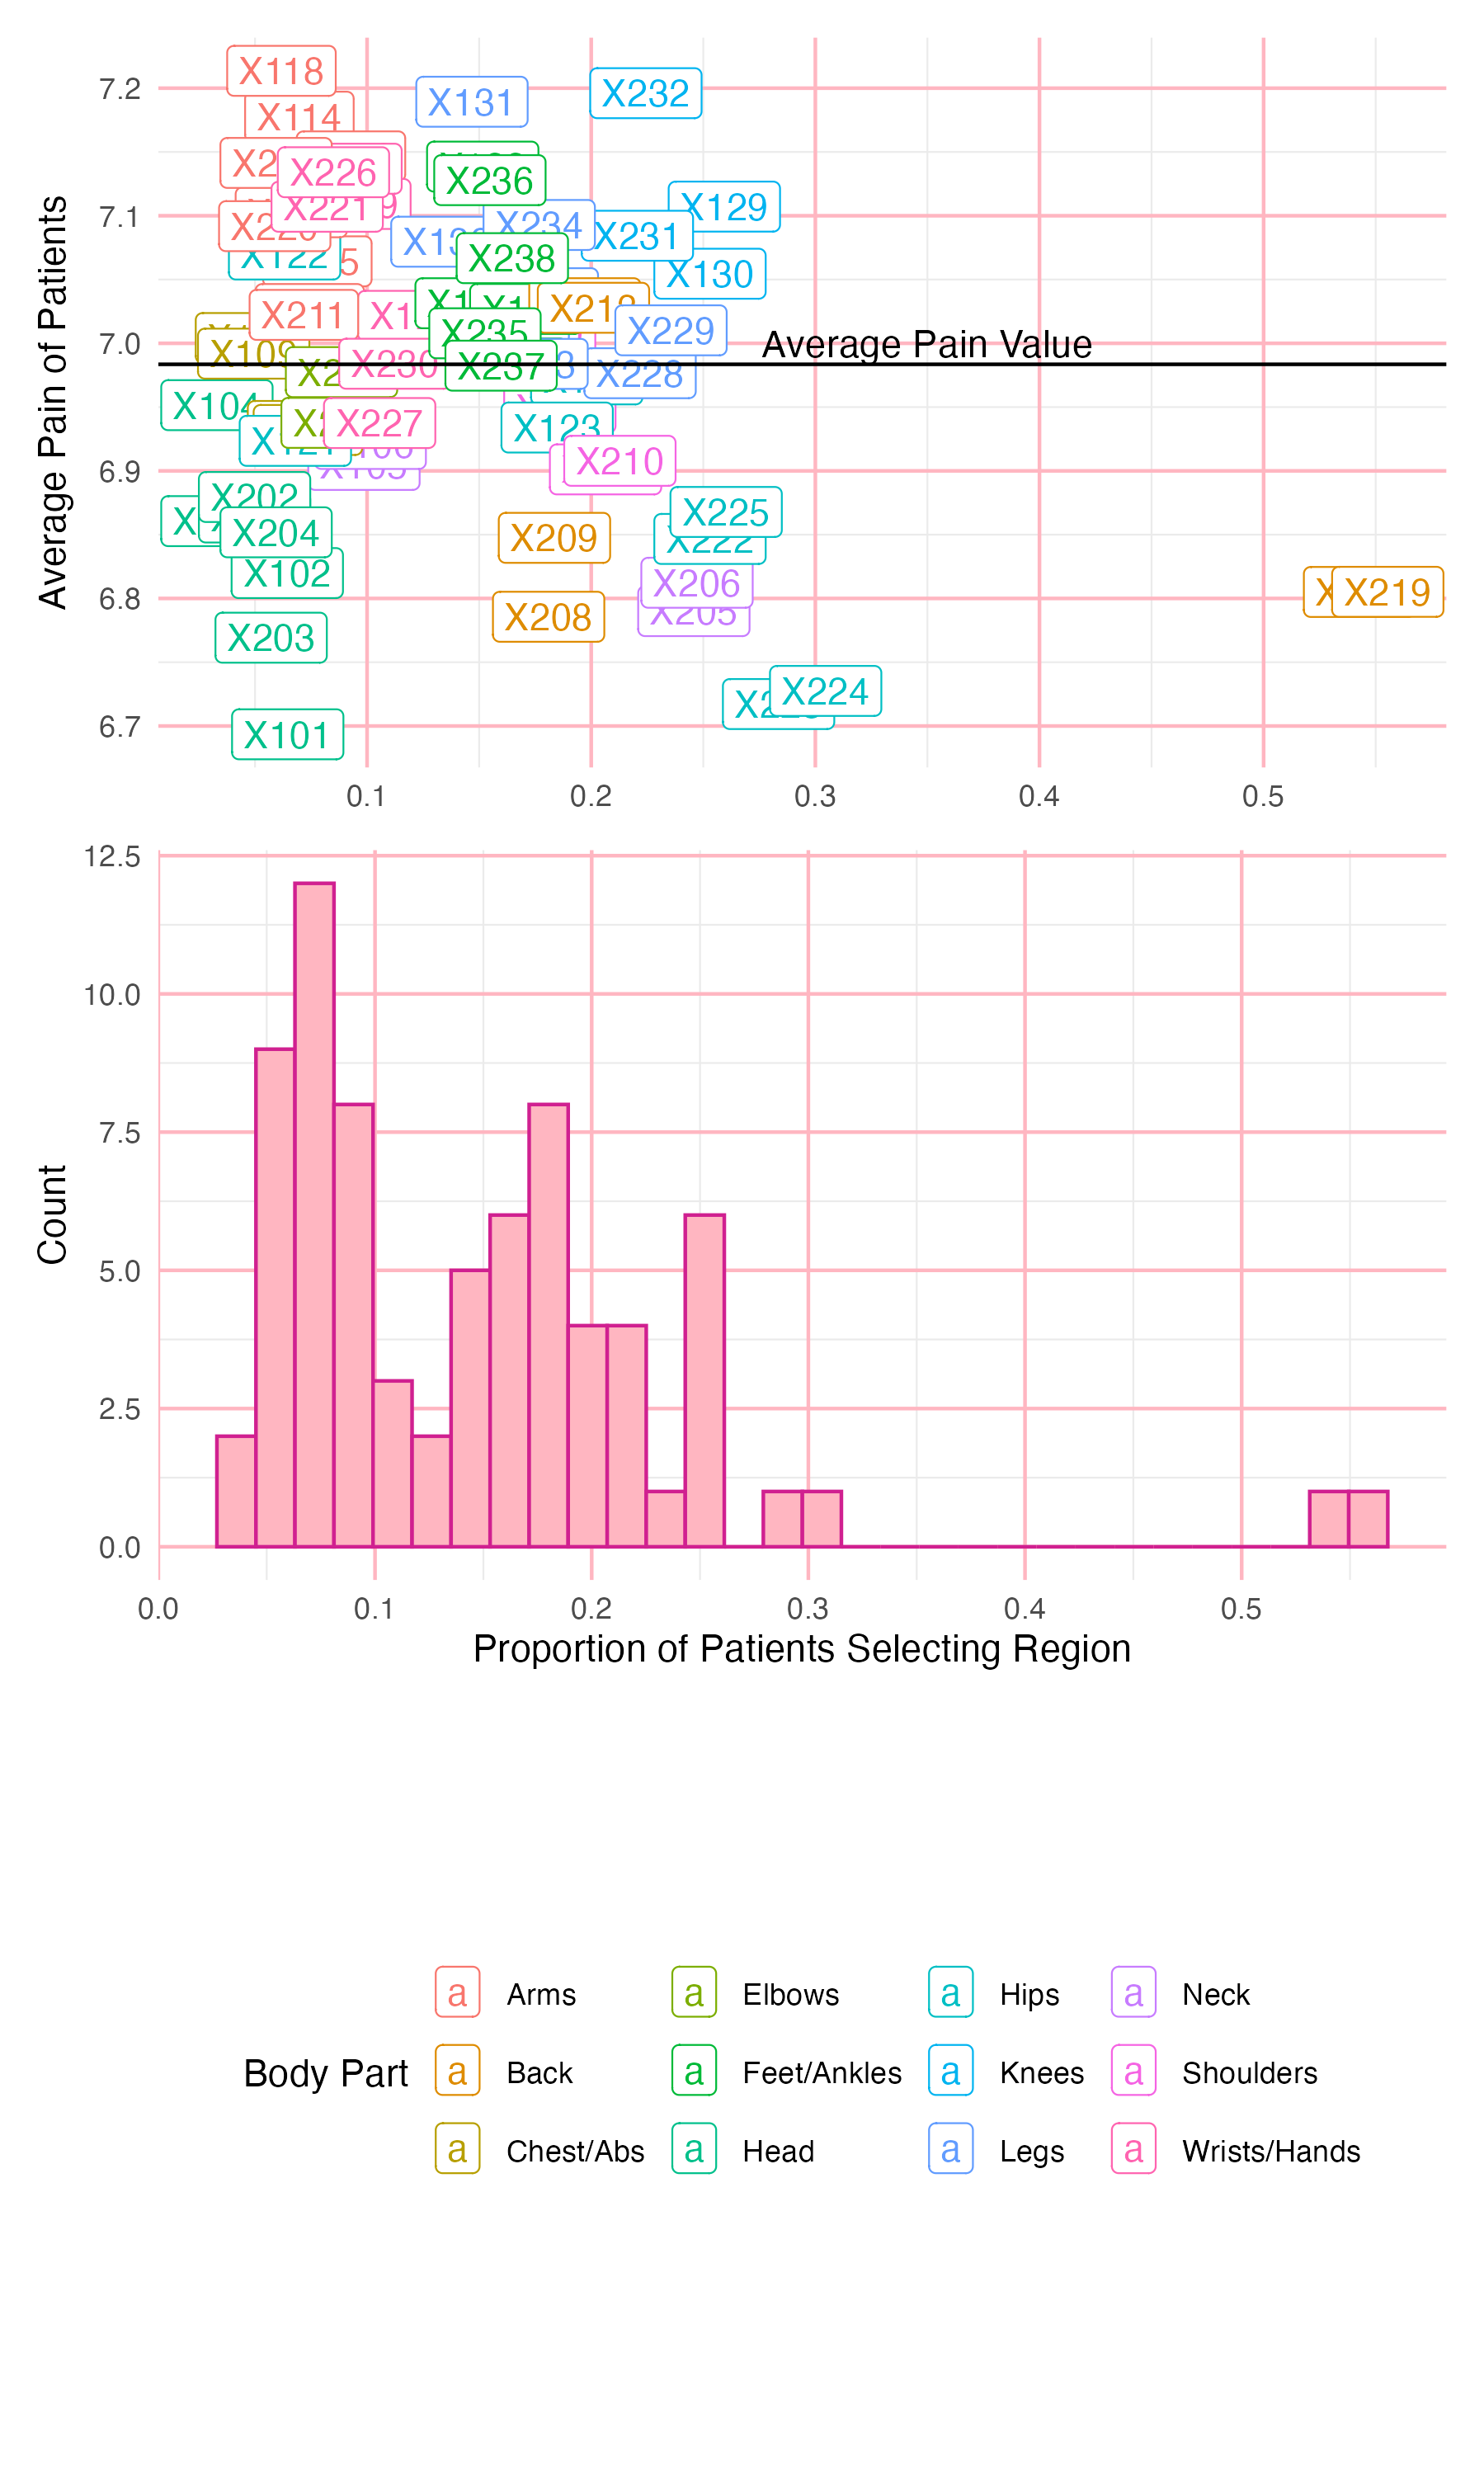 Average Pain of Patients
7.2
7.1
7.0
6.9
6.8
6.7
X118
X114
X131
X232
X226
X236
X221
X129
X234
X231
X238
X122
X130
X211
X212
X229
X235
Average Pain Value
X109
X230
X237
X228
X104
X227
X123
X210
X202
X225
X204
X209
X222
X102
X206
X219
X208
X205
X203
X224
X101
0.1 0.2 0.3 0.4 0.5
Count
12.5
10.0
7.5
5.0
2.5
0.0
0.0 0.1 0.2 0.3 0.4 0.5
Proportion of Patients Selecting Region
Body Part
a Arms a Elbows a Hips a Neck
a Back a Feet/Ankles a Knees a Shoulders
a Chest/Abs a Head a Legs a Wrists/Hands